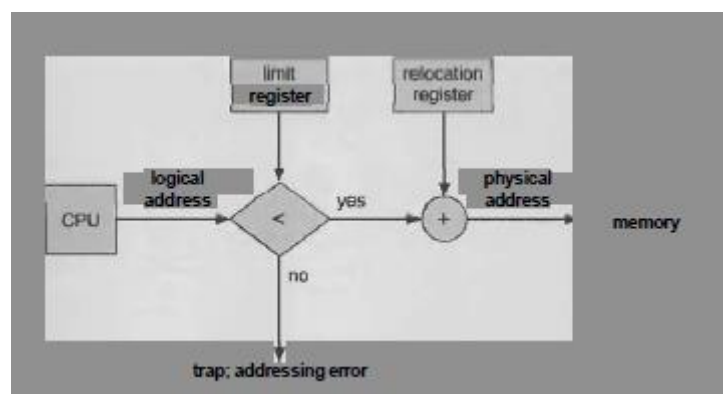 limit
register
relocation
register
logical
address
physical
address
CPU
<
yes
+
memory
no
trap; addressing error